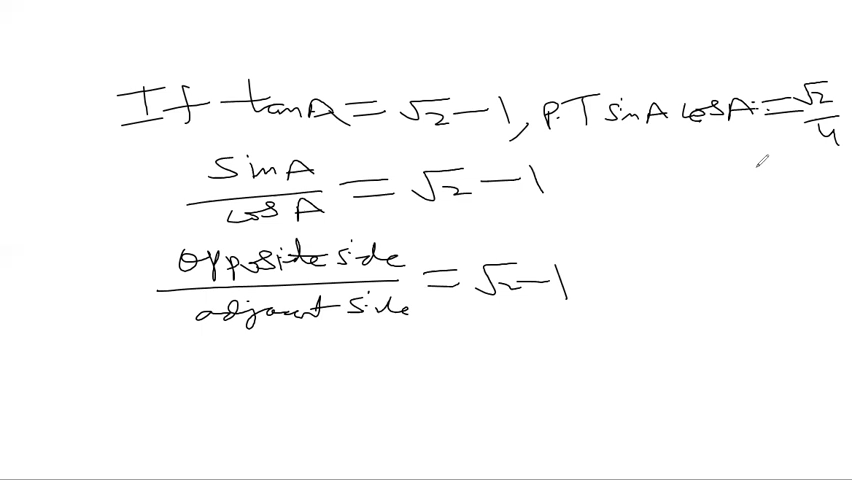 If tanA = √2 - 1, P.T sinA cosA = √2/4
sinA/cosA = √2 - 1
opposite side/adjacent side = √2 - 1